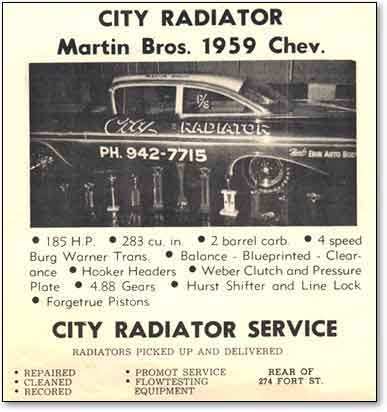 CITY RADIATOR
Martin Bros. 1959 Chev.
P/S
City RADIATOR
PH. 942-7715
ERIK AUTO BODY
• 185 H.P. • 283 cu. in. • 2 barrel carb. • 4 speed
Burg Warner Trans. • Balance - Blueprinted - Clear-
ance • Hooker Headers • Weber Clutch and Pressure
Plate • 4.88 Gears • Hurst Shifter and Line Lock
• Forgetrue Pistons
CITY RADIATOR SERVICE
RADIATORS PICKED UP AND DELIVERED
• REPAIRED • PROMOT SERVICE REAR OF
• CLEANED • FLOWTESTING 274 FORT ST.
• RECORED EQUIPMENT